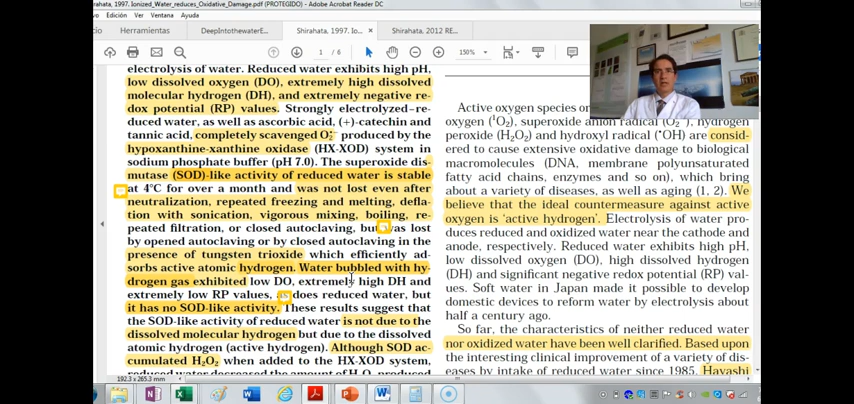 irahata, 1997. Ionized_Water_reduces_Oxidative_Damage.pdf (PROTEGIDO) - Adobe Acrobat Reader DC
Edición Ver Ventana Ayuda
Herramientas
DeepIntothewaterE...
Shirahata, 1997. Io...
×
Shirahata, 2012 RE...
1 / 6
150%
electrolysis of water. Reduced water exhibits high pH,
low dissolved oxygen (DO), extremely high dissolved
molecular hydrogen (DH), and extremely negative re-
dox potential (RP) values. Strongly electrolyzed-re-
duced water, as well as ascorbic acid, (+)-catechin and
tannic acid, completely scavenged O₂⁻ produced by the
hypoxanthine-xanthine oxidase (HX-XOD) system in
sodium phosphate buffer (pH 7.0). The superoxide dis-
mutase (SOD)-like activity of reduced water is stable
at 4°C for over a month and was not lost even after
neutralization, repeated freezing and melting, defla-
tion with sonication, vigorous mixing, boiling, re-
peated filtration, or closed autoclaving, but was lost
by opened autoclaving or by closed autoclaving in the
presence of tungsten trioxide which efficiently ad-
sorbs active atomic hydrogen. Water bubbled with hy-
drogen gas exhibited low DO, extremely high DH and
extremely low RP values, as does reduced water, but
it has no SOD-like activity. These results suggest that
the SOD-like activity of reduced water is not due to the
dissolved molecular hydrogen but due to the dissolved
atomic hydrogen (active hydrogen). Although SOD ac-
cumulated H₂O₂ when added to the HX-XOD system,
reduced water decreased the amount of H₂O₂ produced
192.3 x 265.3 mm
Active oxygen species or
oxygen (¹O₂), superoxide anion radical (O₂⁻), hydrogen
peroxide (H₂O₂) and hydroxyl radical (•OH) are consid-
ered to cause extensive oxidative damage to biological
macromolecules (DNA, membrane polyunsaturated
fatty acid chains, enzymes and so on), which bring
about a variety of diseases, as well as aging (1, 2). We
believe that the ideal countermeasure against active
oxygen is 'active hydrogen'. Electrolysis of water pro-
duces reduced and oxidized water near the cathode and
anode, respectively. Reduced water exhibits high pH,
low dissolved oxygen (DO), high dissolved hydrogen
(DH) and significant negative redox potential (RP) val-
ues. Soft water in Japan made it possible to develop
domestic devices to reform water by electrolysis about
half a century ago.
So far, the characteristics of neither reduced water
nor oxidized water have been well clarified. Based upon
the interesting clinical improvement of a variety of dis-
eases by intake of reduced water since 1985, Hayashi